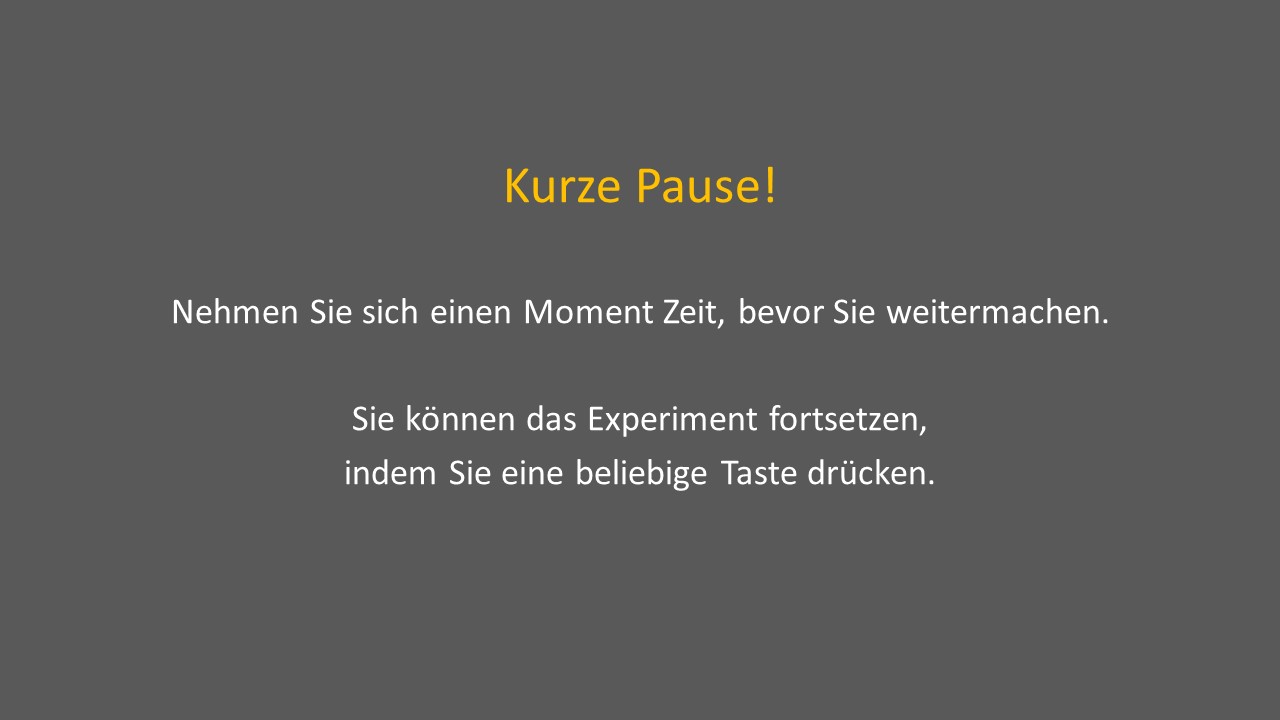 Kurze Pause!
Nehmen Sie sich einen Moment Zeit, bevor Sie weitermachen.
Sie können das Experiment fortsetzen,
indem Sie eine beliebige Taste drücken.